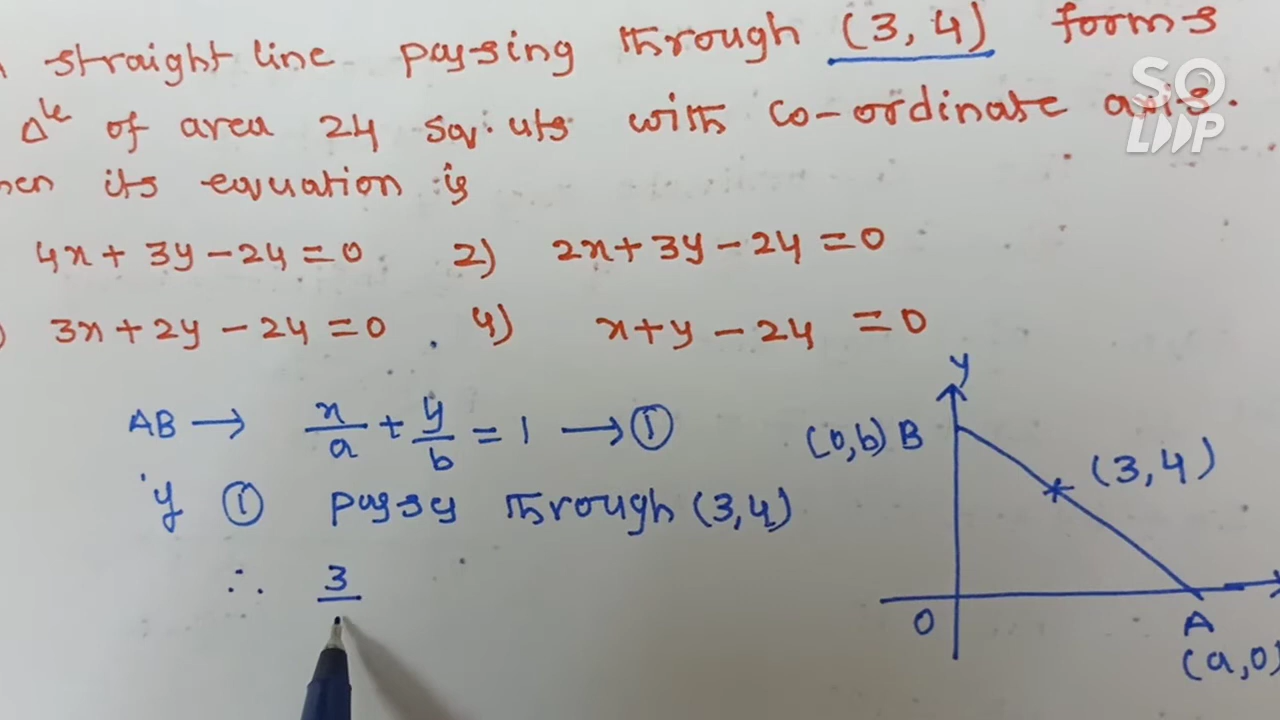 straight line passing through (3, 4) forms
Δle of area 24 sq. uts with co-ordinate axis.
its equation is
4x + 3y - 24 = 0 2) 2x + 3y - 24 = 0
3x + 2y - 24 = 0 4) x + y - 24 = 0
AB → x/a + y/b = 1 → ①
① passes through (3, 4)
∴ 3
y
(0, b) B
(3, 4)
0
A
(a, 0)
SO
LOOP